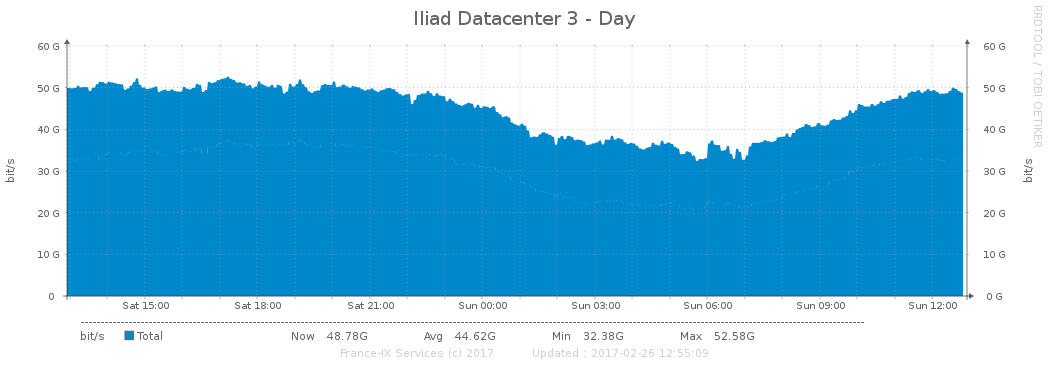 Iliad Datacenter 3 - Day
RRDTOOL / TOBI OETIKER
60 G 60 G
50 G 50 G
40 G 40 G
30 G 30 G
20 G 20 G
10 G 10 G
0 0 G
bit/s bit/s
Sat 15:00 Sat 18:00 Sat 21:00 Sun 00:00 Sun 03:00 Sun 06:00 Sun 09:00 Sun 12:00
bit/s Total Now 48.78G Avg 44.62G Min 32.38G Max 52.58G
France-IX Services (c) 2017 Updated : 2017-02-26 12:55:09